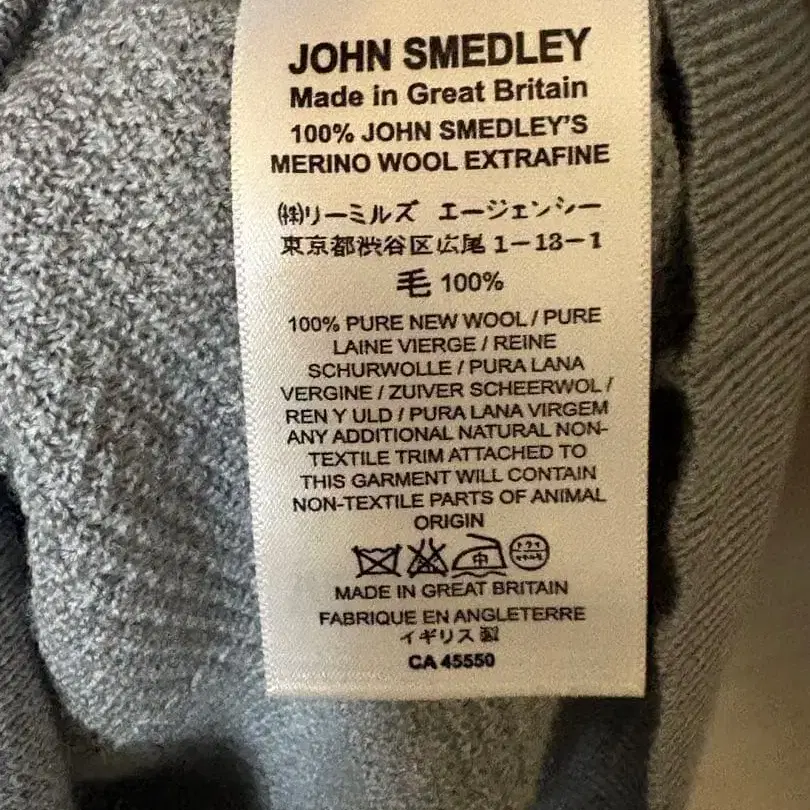 JOHN SMEDLEY
Made in Great Britain
100% JOHN SMEDLEY'S
MERINO WOOL EXTRAFINE
㈱リーミルズ エージェンシー
東京都渋谷区広尾1-13-1
毛 100%
100% PURE NEW WOOL / PURE
LAINE VIERGE / REINE
SCHURWOLLE / PURA LANA
VERGINE / ZUIVER SCHEERWOL /
REN Y ULD / PURA LANA VIRGEM
ANY ADDITIONAL NATURAL NON-
TEXTILE TRIM ATTACHED TO
THIS GARMENT WILL CONTAIN
NON-TEXTILE PARTS OF ANIMAL
ORIGIN
中 ドライ
MADE IN GREAT BRITAIN
FABRIQUE EN ANGLETERRE
イギリス製
CA 45550